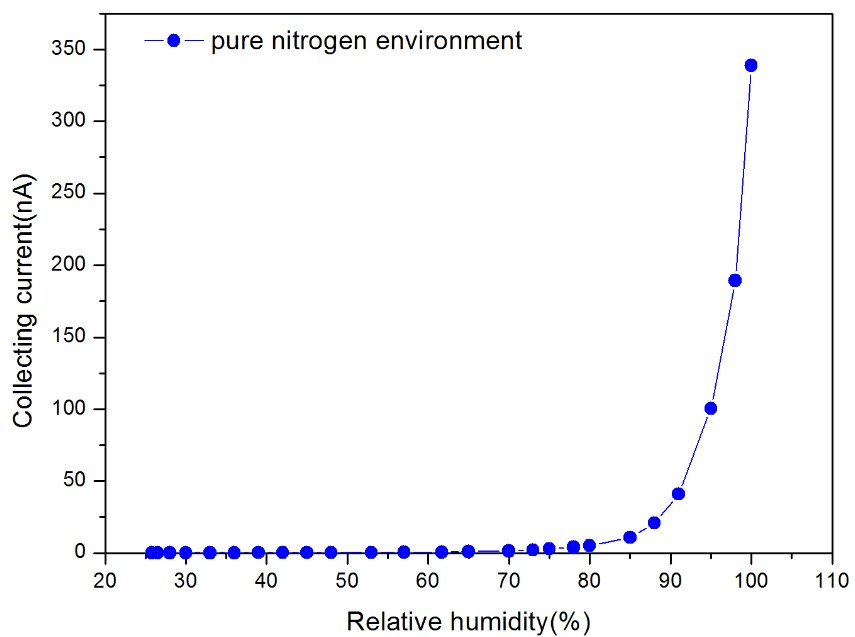 pure nitrogen environment
350
300
250
200
150
100
50
0
Collecting current(nA)
20 30 40 50 60 70 80 90 100 110
Relative humidity(%)